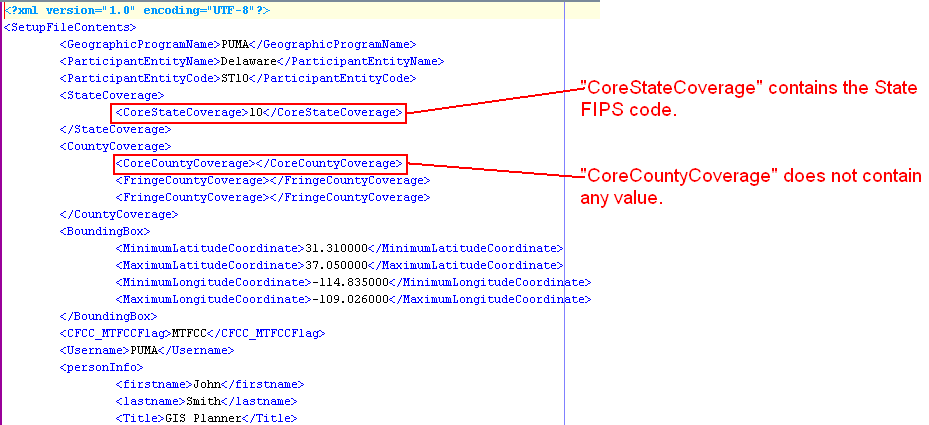 <?xml version="1.0" encoding="UTF-8"?>
<SetupFileContents>
<GeographicProgramName>PUMA</GeographicProgramName>
<ParticipantEntityName>Delaware</ParticipantEntityName>
<ParticipantEntityCode>ST10</ParticipantEntityCode>
<StateCoverage>
<CoreStateCoverage>10</CoreStateCoverage>
</StateCoverage>
<CountyCoverage>
<CoreCountyCoverage></CoreCountyCoverage>
<FringeCountyCoverage></FringeCountyCoverage>
<FringeCountyCoverage></FringeCountyCoverage>
</CountyCoverage>
<BoundingBox>
<MinimumLatitudeCoordinate>31.310000</MinimumLatitudeCoordinate>
<MaximumLatitudeCoordinate>37.050000</MaximumLatitudeCoordinate>
<MinimumLongitudeCoordinate>-114.835000</MinimumLongitudeCoordinate>
<MaximumLongitudeCoordinate>-109.026000</MaximumLongitudeCoordinate>
</BoundingBox>
<CFCC_MTFCCFlag>MTFCC</CFCC_MTFCCFlag>
<Username>PUMA</Username>
<personInfo>
<firstname>John</firstname>
<lastname>Smith</lastname>
<Title>GIS Planner</Title>
"CoreStateCoverage" contains the State
FIPS code.
"CoreCountyCoverage" does not contain
any value.